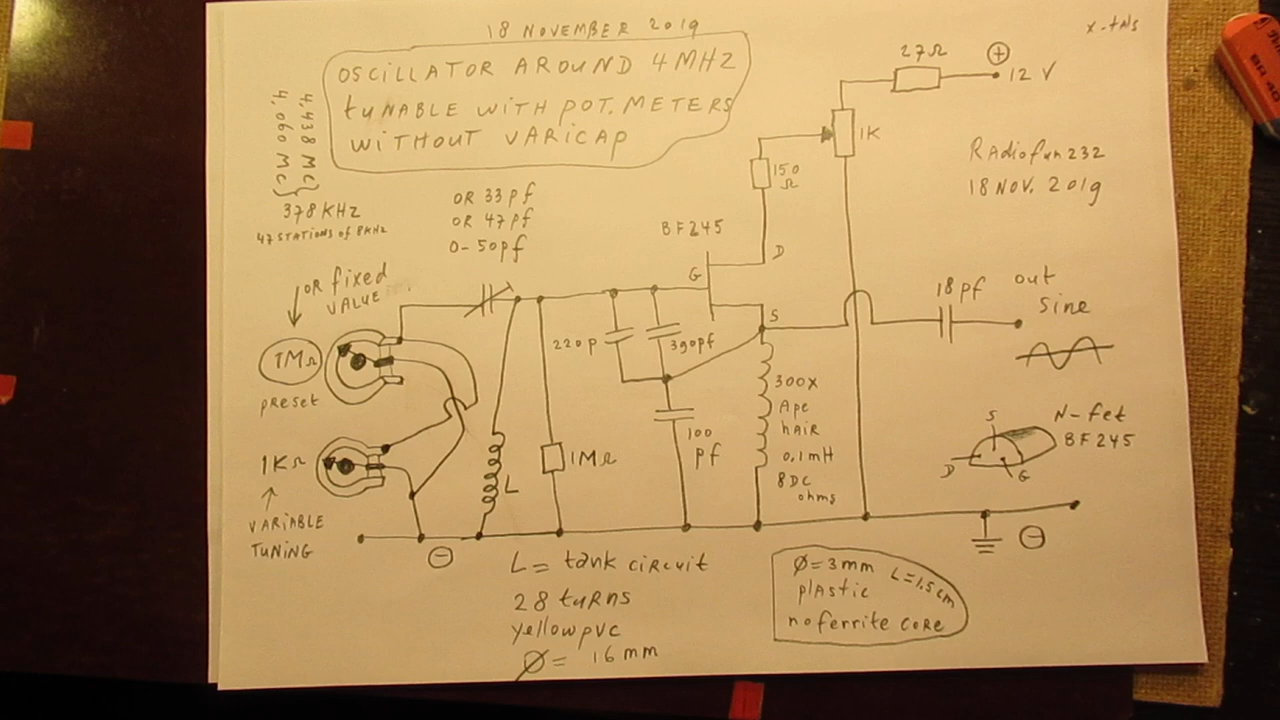 18 NOVEMBER 2019
x-tals
OSCILLATOR AROUND 4 MHZ
tUNABLE WITH POT. METERS
WITHOUT VARICAP
4,438 MC
4,060 MC
378 KHZ
47 STATIONS of 8KHZ
OR 33 pf
OR 47 pf
0-50 pf
27Ω
+
12 V
1K
150
Ω
RADiofun232
18 NOV. 2019
BF245
G
D
S
OR fixed
VALUE
1MΩ
preset
220p
390pf
18 pf
out
sine
1KΩ
VARIABLE
TUNING
L
1MΩ
100
pf
300x
Ape
hAIR
0,1mH
8DC
ohms
N-fet
BF245
S
D
G
−
−
L = tank circuit
28 turns
yellow pvc
Ø = 16 mm
Ø = 3 mm L = 1.5 cm
plAstic
no ferrite core